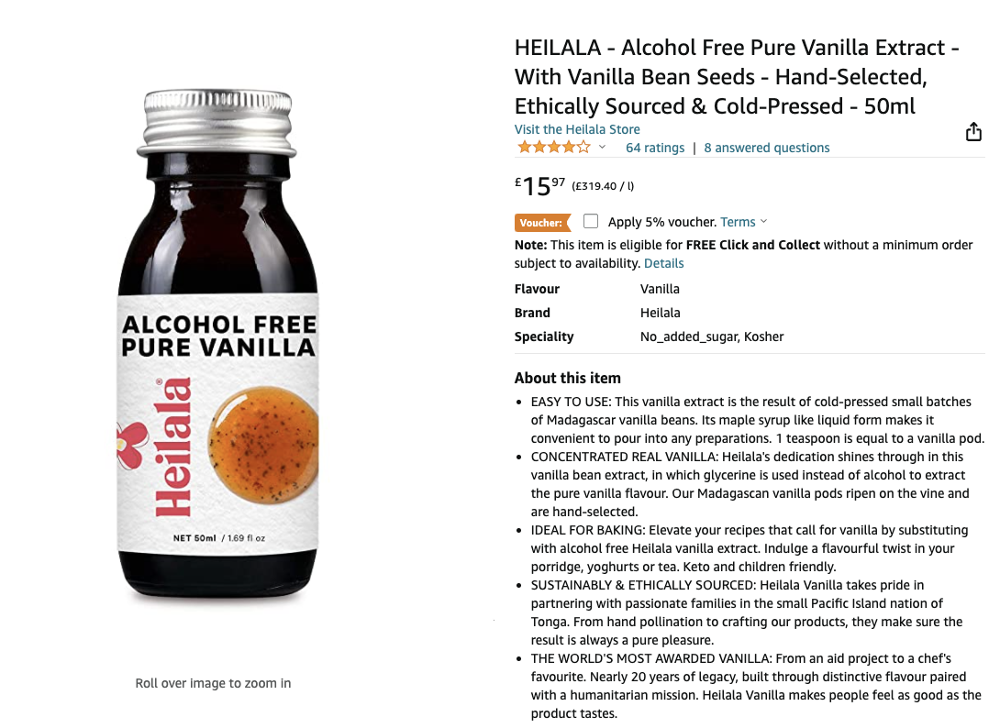 ALCOHOL FREE
PURE VANILLA
Heilala®
NET 50ml / 1.69 fl oz
Roll over image to zoom in
HEILALA - Alcohol Free Pure Vanilla Extract -
With Vanilla Bean Seeds - Hand-Selected,
Ethically Sourced & Cold-Pressed - 50ml
Visit the Heilala Store
64 ratings | 8 answered questions
£1597 (£319.40 / l)
Voucher: Apply 5% voucher. Terms
Note: This item is eligible for FREE Click and Collect without a minimum order
subject to availability. Details
Flavour Vanilla
Brand Heilala
Speciality No_added_sugar, Kosher
About this item
• EASY TO USE: This vanilla extract is the result of cold-pressed small batches
of Madagascar vanilla beans. Its maple syrup like liquid form makes it
convenient to pour into any preparations. 1 teaspoon is equal to a vanilla pod.
• CONCENTRATED REAL VANILLA: Heilala's dedication shines through in this
vanilla bean extract, in which glycerine is used instead of alcohol to extract
the pure vanilla flavour. Our Madagascan vanilla pods ripen on the vine and
are hand-selected.
• IDEAL FOR BAKING: Elevate your recipes that call for vanilla by substituting
with alcohol free Heilala vanilla extract. Indulge a flavourful twist in your
porridge, yoghurts or tea. Keto and children friendly.
• SUSTAINABLY & ETHICALLY SOURCED: Heilala Vanilla takes pride in
partnering with passionate families in the small Pacific Island nation of
Tonga. From hand pollination to crafting our products, they make sure the
result is always a pure pleasure.
• THE WORLD'S MOST AWARDED VANILLA: From an aid project to a chef's
favourite. Nearly 20 years of legacy, built through distinctive flavour paired
with a humanitarian mission. Heilala Vanilla makes people feel as good as the
product tastes.